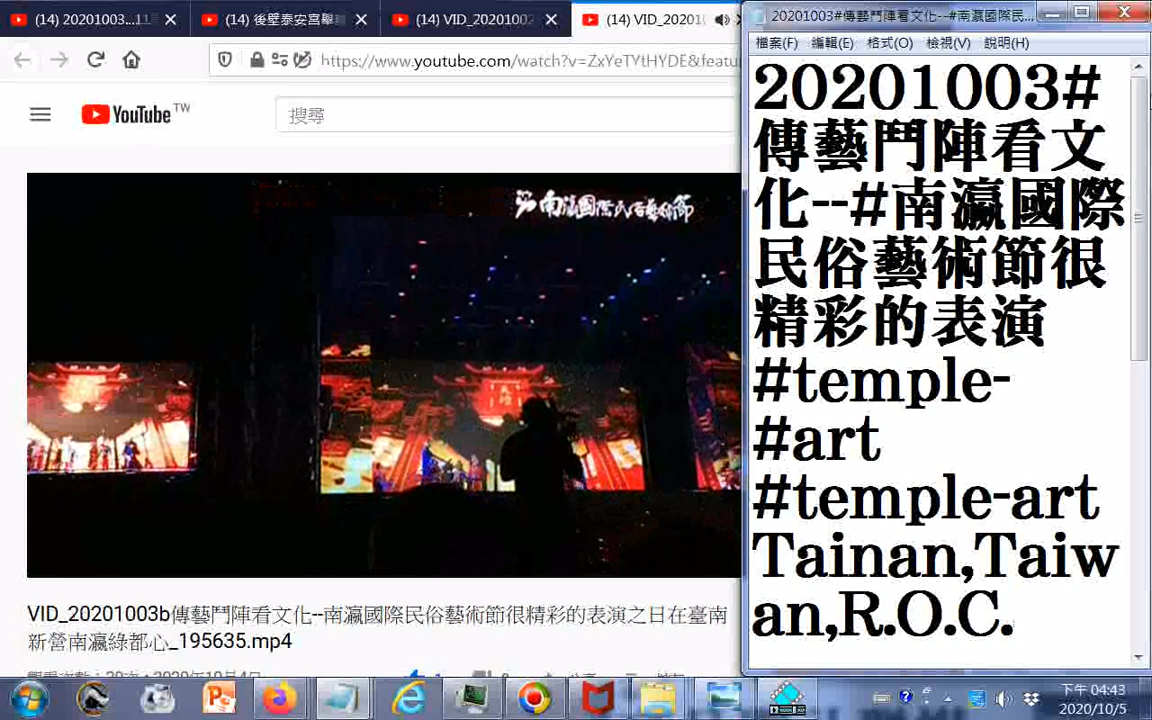 (14) 20201003...11
(14) 後壁泰安宮舉
(14) VID_2020100
(14) VID_20201
20201003#傳藝鬥陣看文化--#南瀛國際民...
檔案(F) 編輯(E) 格式(O) 檢視(V) 說明(H)
https://www.youtube.com/watch?v=ZxYeTYtHYDE&featu
YouTube TW
搜尋
南瀛國際民俗藝術節
20201003#
傳藝鬥陣看文
化--#南瀛國際
民俗藝術節很
精彩的表演
#temple-
#art
#temple-art
Tainan,Taiw
an,R.O.C.
VID_20201003b傳藝鬥陣看文化--南瀛國際民俗藝術節很精彩的表演之日在臺南
新營南瀛綠都心_195635.mp4
下午 04:43
2020/10/5